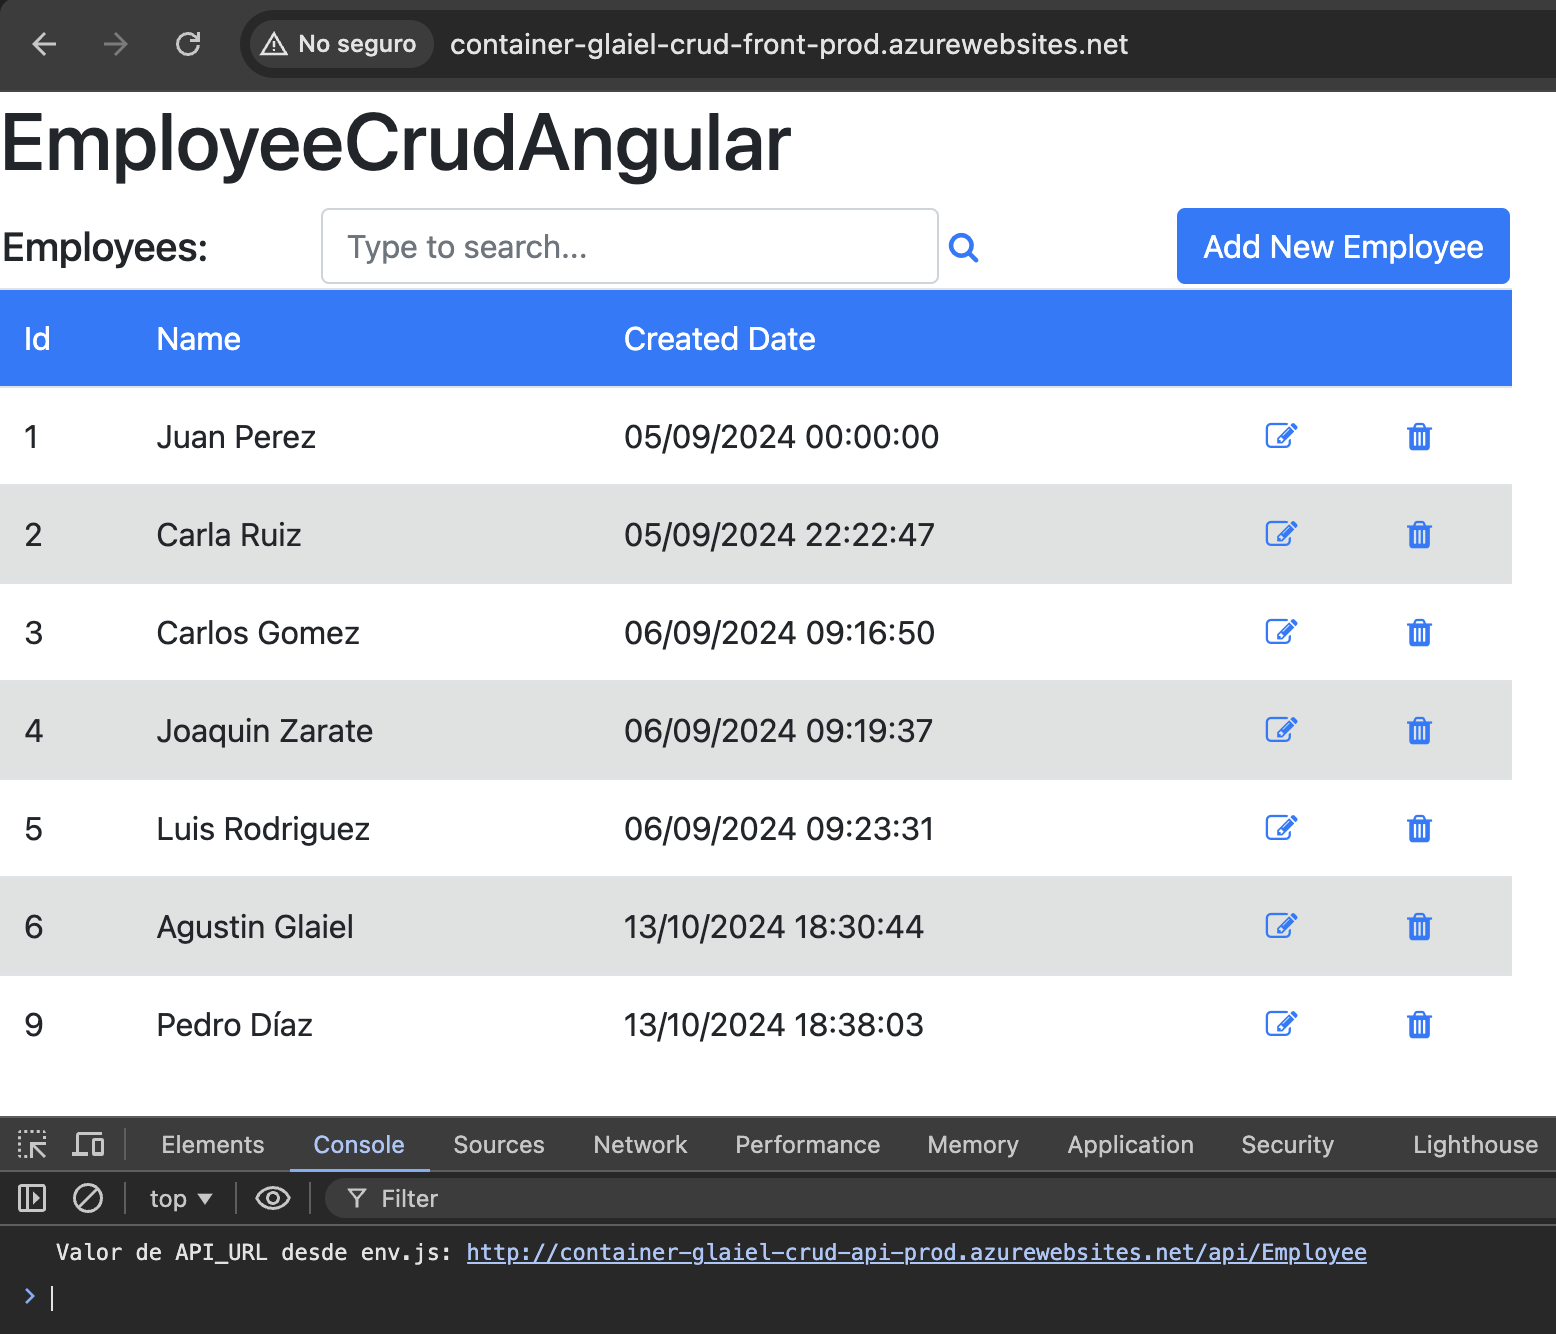 No seguro container-glaiel-crud-front-prod.azurewebsites.net
EmployeeCrudAngular
Employees: Type to search... Add New Employee
Id Name Created Date
1 Juan Perez 05/09/2024 00:00:00
2 Carla Ruiz 05/09/2024 22:22:47
3 Carlos Gomez 06/09/2024 09:16:50
4 Joaquin Zarate 06/09/2024 09:19:37
5 Luis Rodriguez 06/09/2024 09:23:31
6 Agustin Glaiel 13/10/2024 18:30:44
9 Pedro Díaz 13/10/2024 18:38:03
Elements Console Sources Network Performance Memory Application Security Lighthouse
top Filter
Valor de API_URL desde env.js: http://container-glaiel-crud-api-prod.azurewebsites.net/api/Employee